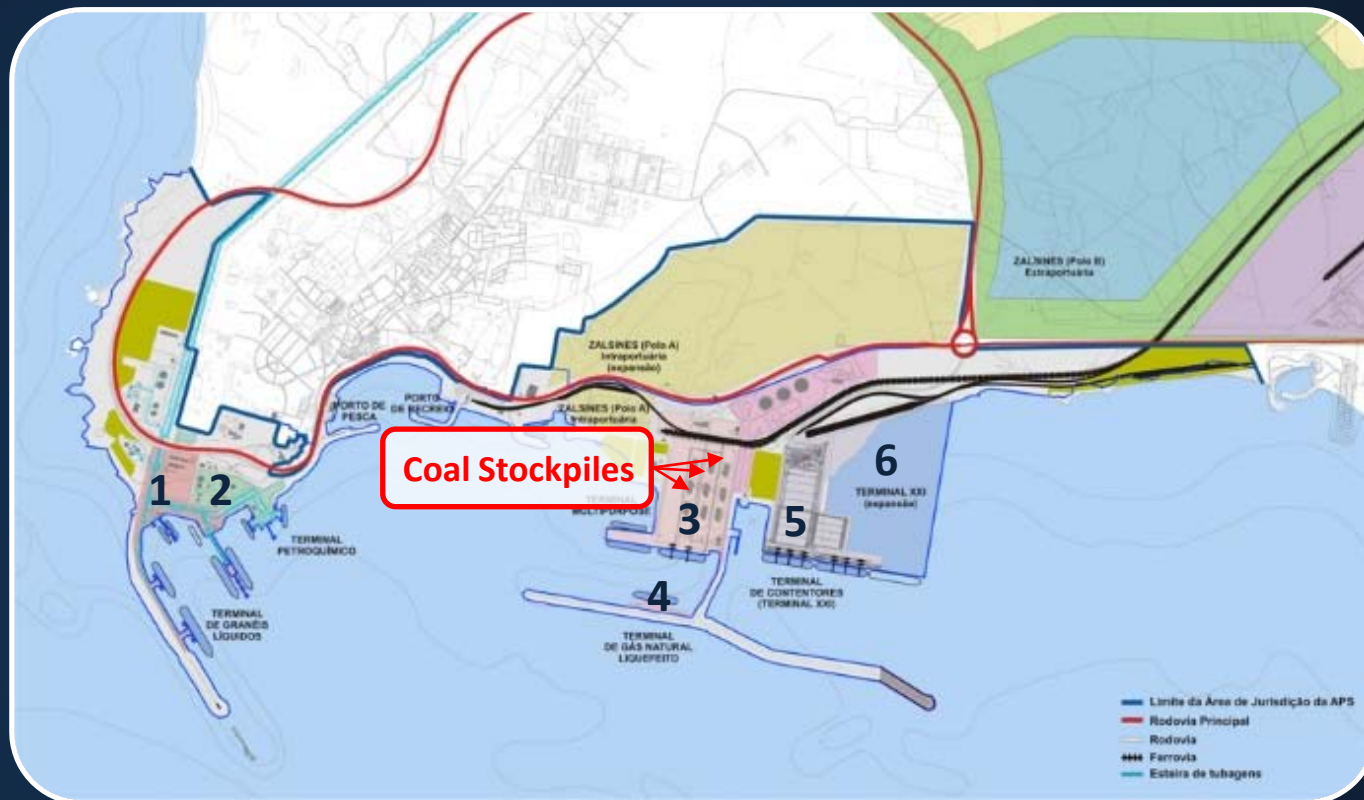 ZALSINES (Polo B)
Extraportuária
ZALSINES (Polo A)
Intraportuária
(expansão)
PORTO DE
PESCA
PORTO
DE RECREIO
ZALSINES (Polo A)
Intraportuária
Coal Stockpiles
6
TERMINAL XXI
(expansão)
1
2
TERMINAL
MULTIPURPOSE
3
5
TERMINAL
PETROQUÍMICO
4
TERMINAL
DE CONTENTORES
(TERMINAL XXI)
TERMINAL
DE GRANÉIS
LÍQUIDOS
TERMINAL
DE GÁS NATURAL
LIQUEFEITO
Limite da Área de Jurisdição da APS
Rodovia Principal
Rodovia
Ferrovia
Esteira de tubagens